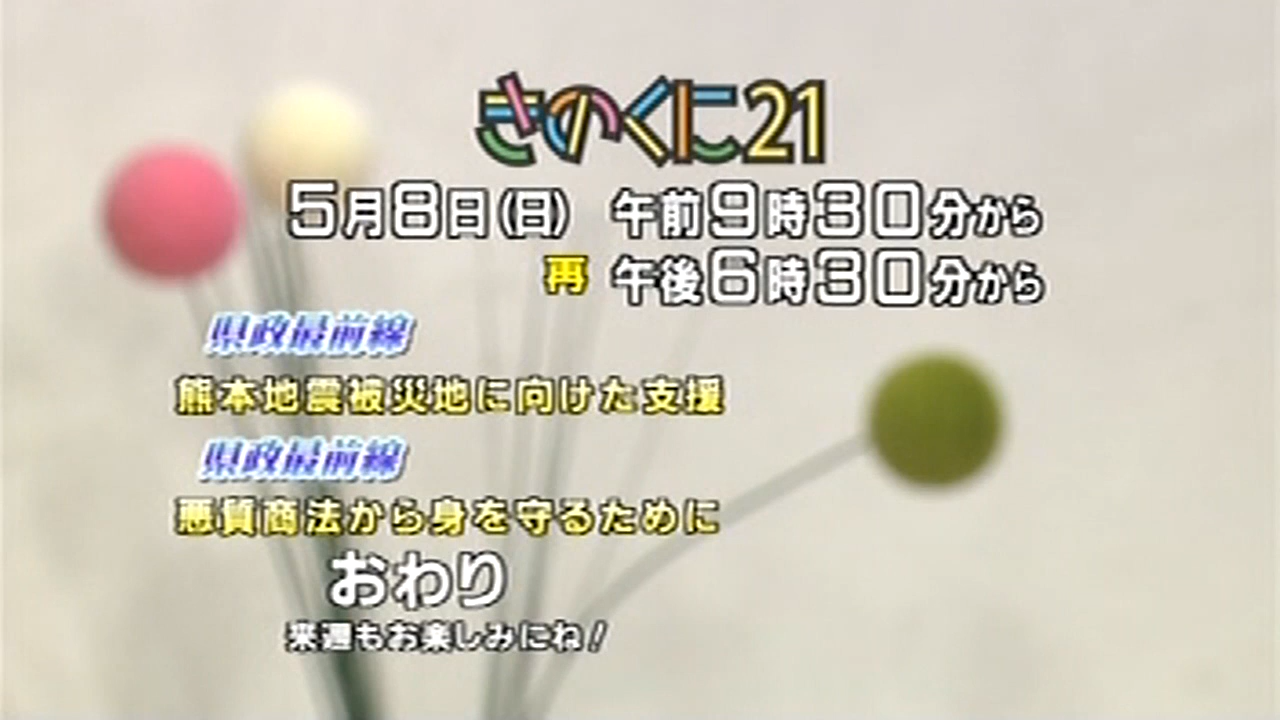 きのくに21
5月8日(日) 午前9時30分から
再 午後6時30分から
県政最前線
熊本地震被災地に向けた支援
県政最前線
悪質商法から身を守るために
おわり
来週もお楽しみにね!